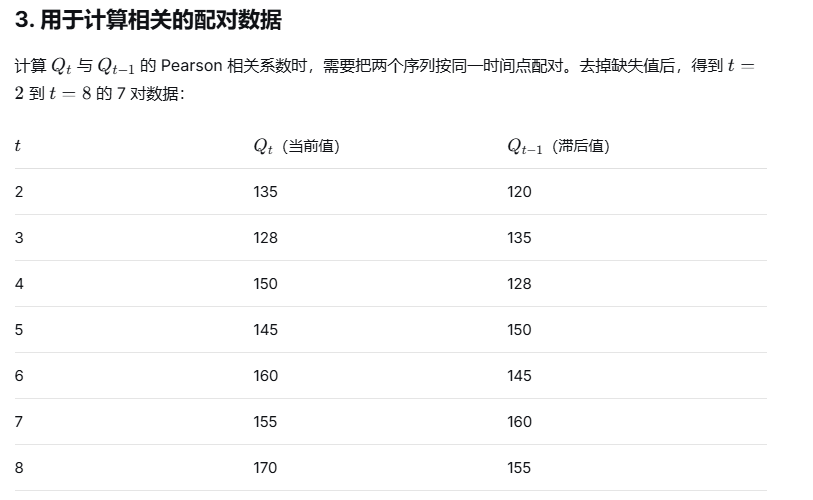 3. 用于计算相关的配对数据
计算 Qt 与 Qt−1 的 Pearson 相关系数时，需要把两个序列按同一时间点配对。去掉缺失值后，得到 t =
2 到 t = 8 的 7 对数据：
t Qt（当前值） Qt−1（滞后值）
2 135 120
3 128 135
4 150 128
5 145 150
6 160 145
7 155 160
8 170 155